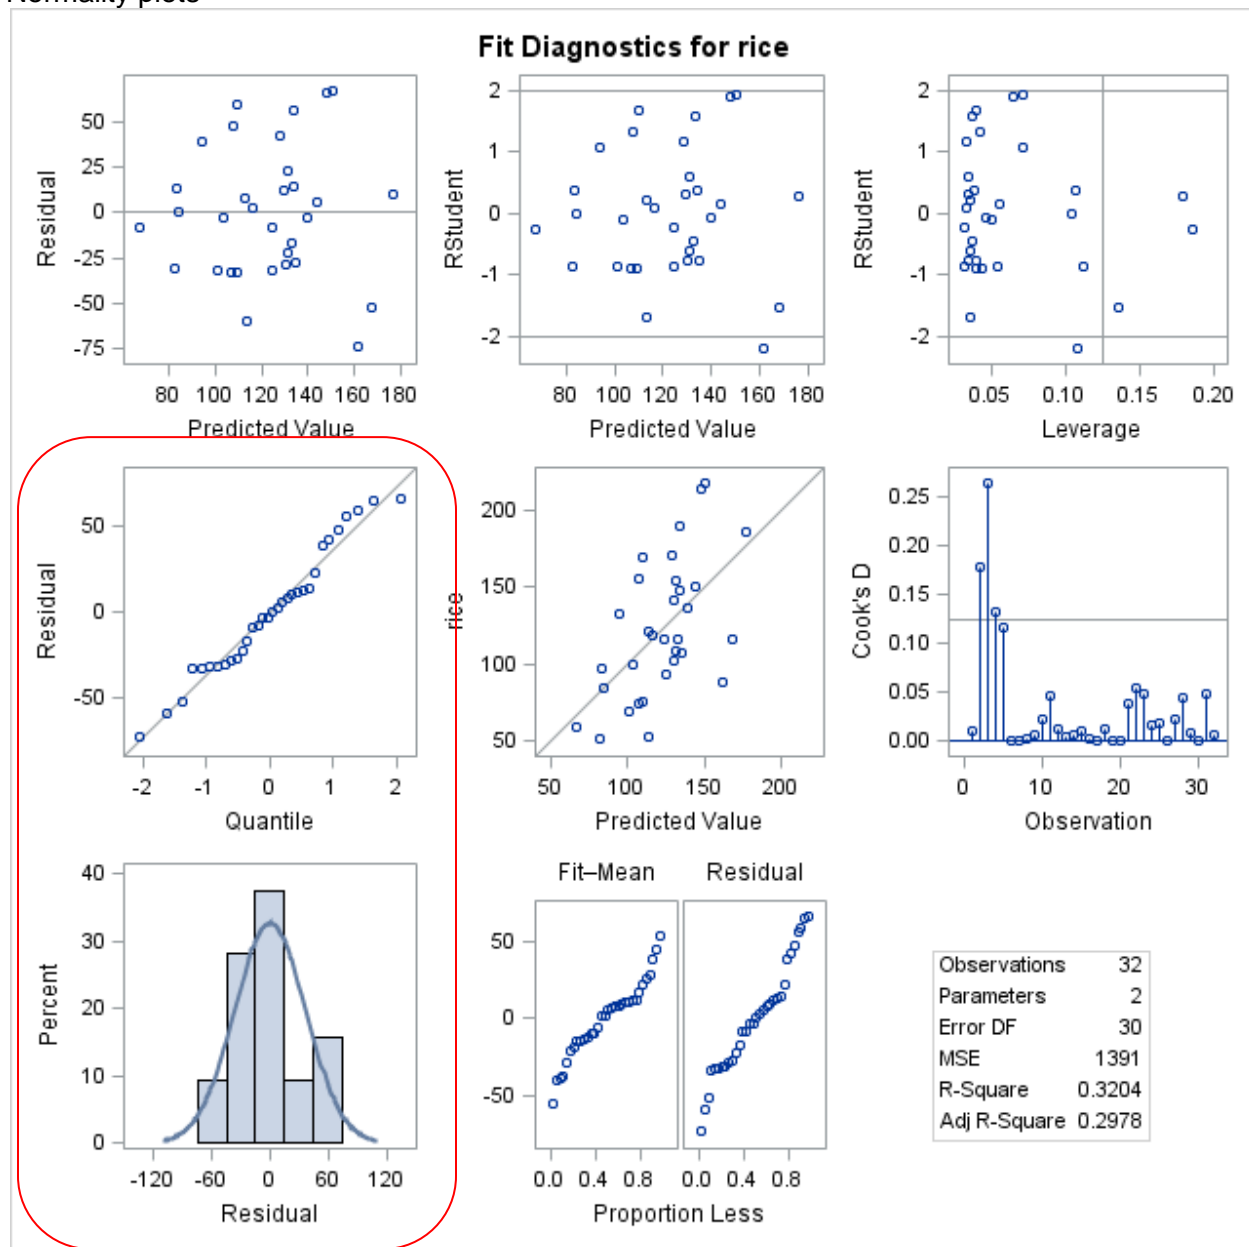 Normality plots
Fit Diagnostics for rice
Residual
50
25
0
-25
-50
-75
80 100 120 140 160 180
Predicted Value
RStudent
2
1
0
-1
-2
80 100 120 140 160 180
Predicted Value
RStudent
2
1
0
-1
-2
0.05 0.10 0.15 0.20
Leverage
Residual
50
0
-50
-2 -1 0 1 2
Quantile
rice
200
150
100
50
50 100 150 200
Predicted Value
Cook's D
0.25
0.20
0.15
0.10
0.05
0.00
0 10 20 30
Observation
Percent
40
30
20
10
0
-120 -60 0 60 120
Residual
Fit–Mean Residual
50
0
-50
0.0 0.4 0.8 0.0 0.4 0.8
Proportion Less
Observations 32
Parameters 2
Error DF 30
MSE 1391
R-Square 0.3204
Adj R-Square 0.2978